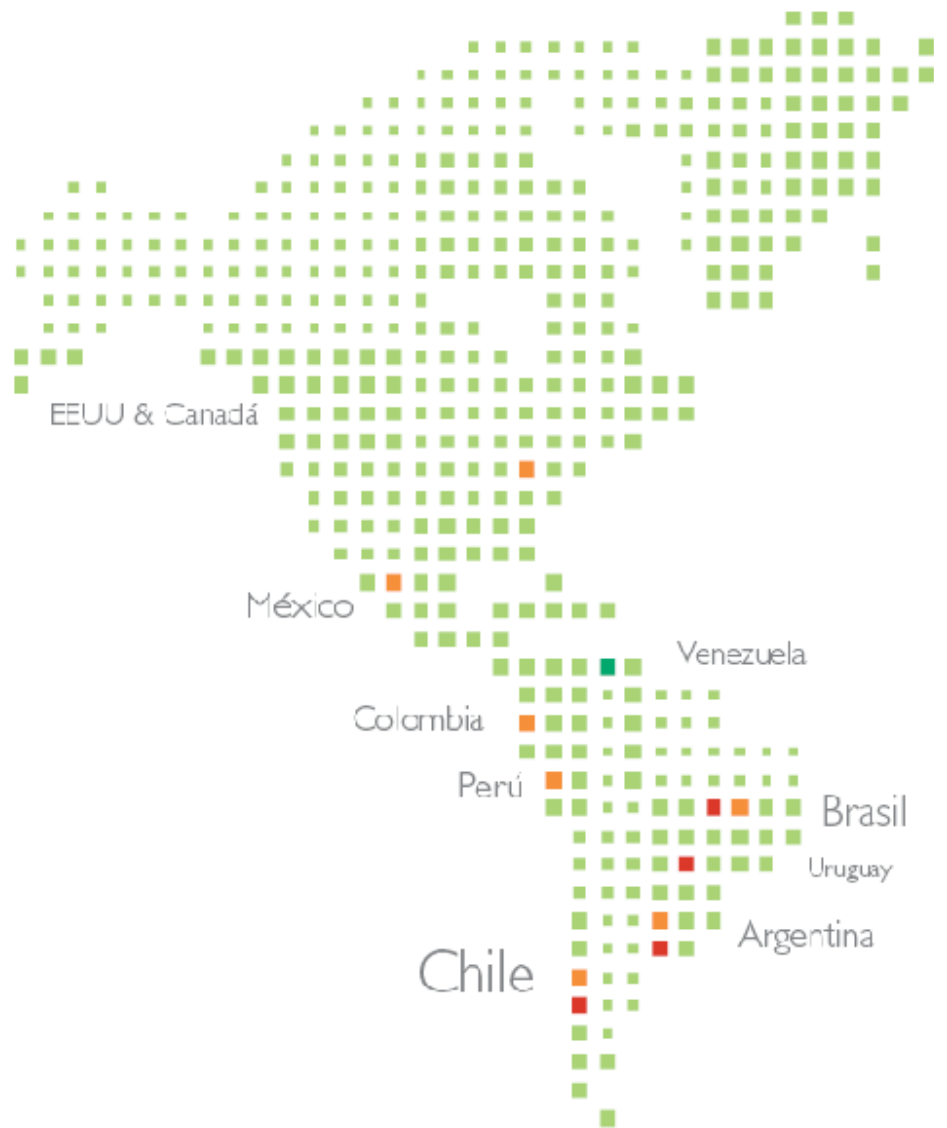 EEUU & Canadá
México
Venezuela
Colombia
Perú
Brasil
Uruguay
Argentina
Chile